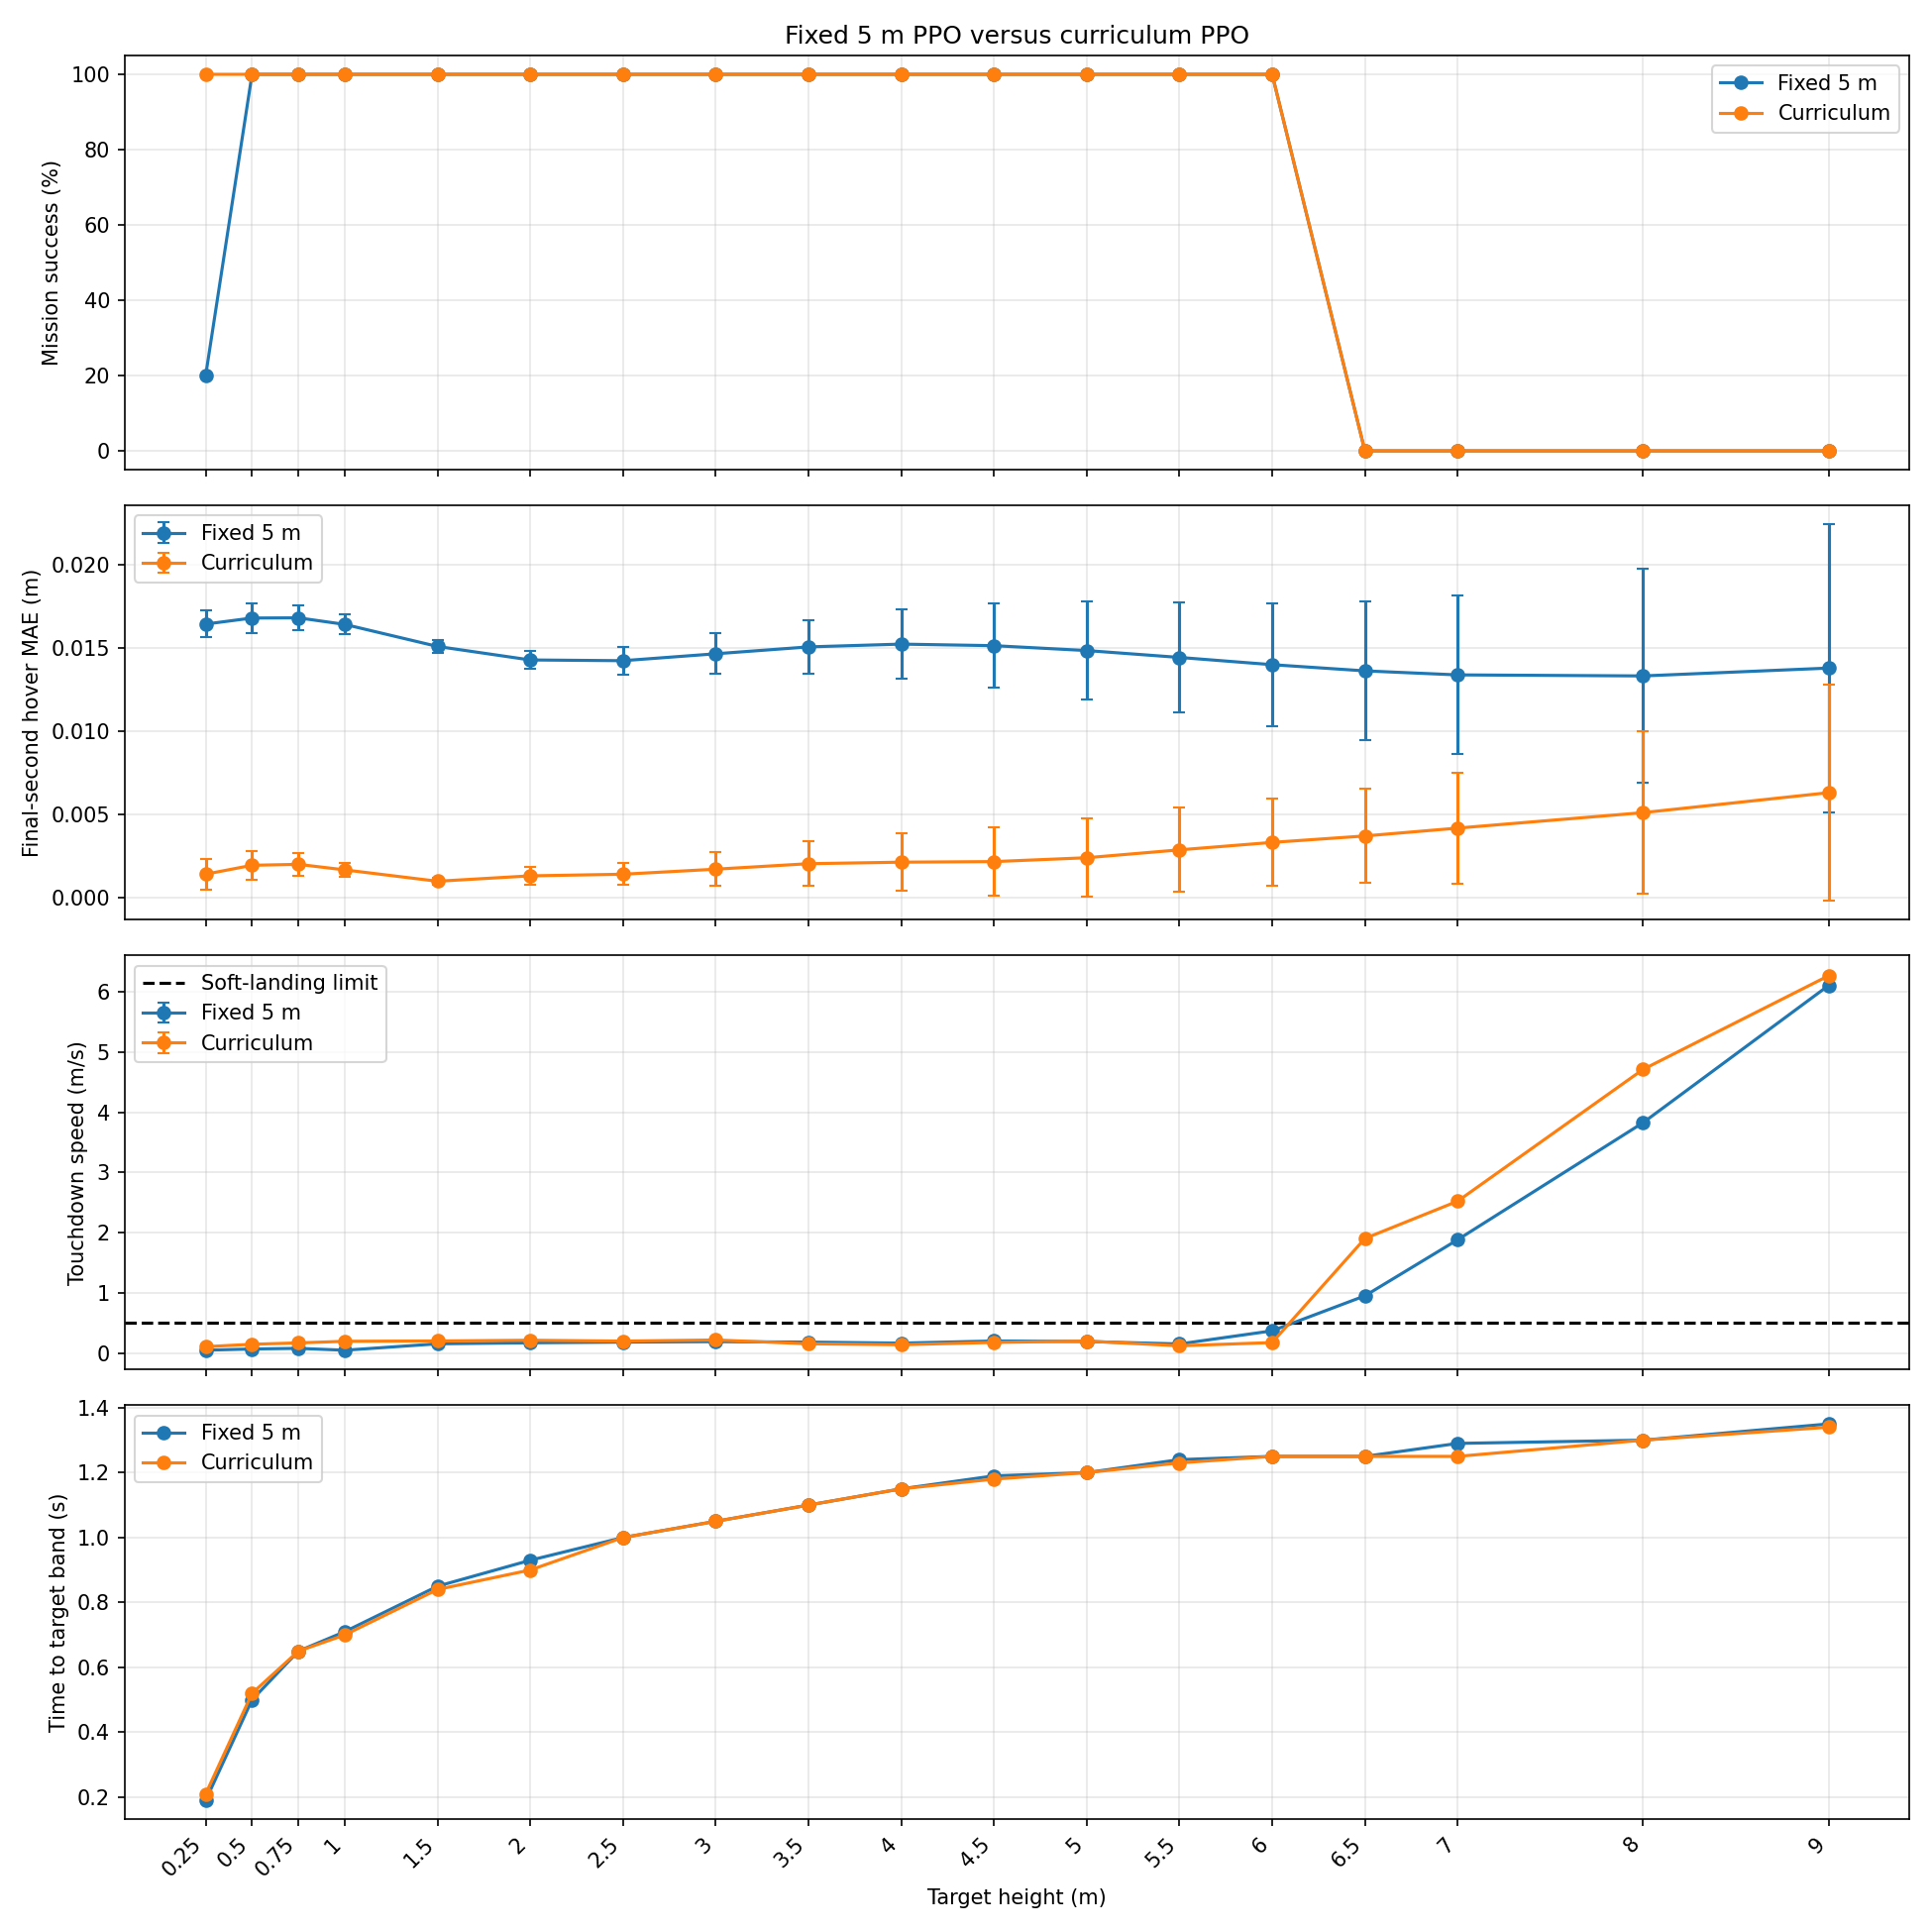 Fixed 5 m PPO versus curriculum PPO
Mission success (%)
100
80
60
40
20
0
Fixed 5 m
Curriculum
Final-second hover MAE (m)
0.020
0.015
0.010
0.005
0.000
Fixed 5 m
Curriculum
Touchdown speed (m/s)
6
5
4
3
2
1
0
Soft-landing limit
Fixed 5 m
Curriculum
Time to target band (s)
1.4
1.2
1.0
0.8
0.6
0.4
0.2
Fixed 5 m
Curriculum
0.25 0.5 0.75 1 1.5 2 2.5 3 3.5 4 4.5 5 5.5 6 6.5 7 8 9
Target height (m)